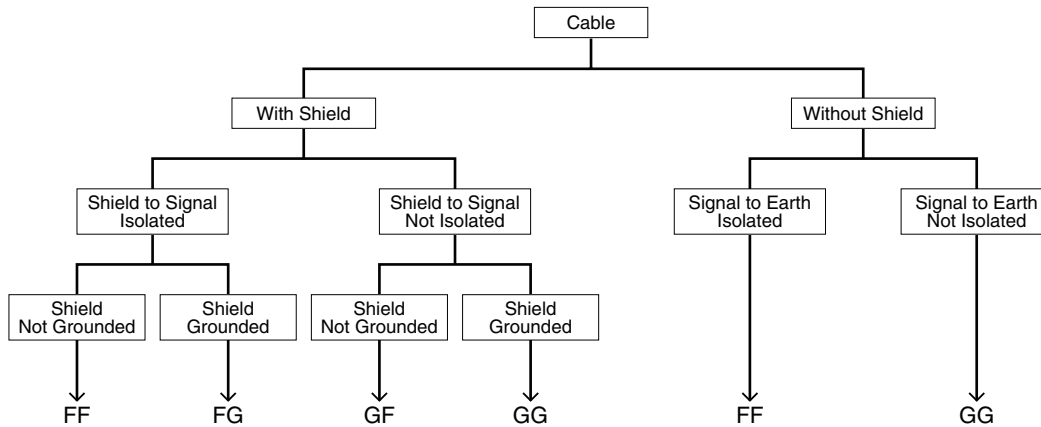 Cable
With Shield
Without Shield
Shield to Signal
Isolated
Shield to Signal
Not Isolated
Signal to Earth
Isolated
Signal to Earth
Not Isolated
Shield
Not Grounded
Shield
Grounded
Shield
Not Grounded
Shield
Grounded
FF
FG
GF
GG
FF
GG